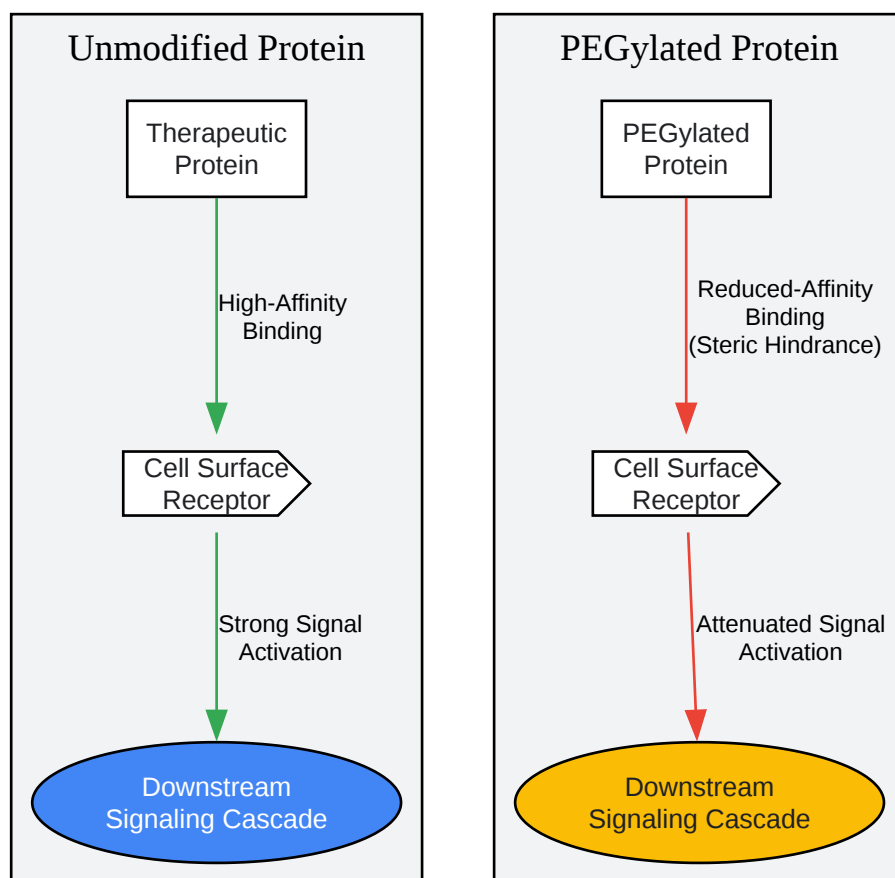 Unmodified Protein
Therapeutic
Protein
High-Affinity
Binding
Cell Surface
Receptor
Strong Signal
Activation
Downstream
Signaling Cascade
PEGylated Protein
PEGylated
Protein
Reduced-Affinity
Binding
(Steric Hindrance)
Cell Surface
Receptor
Attenuated Signal
Activation
Downstream
Signaling Cascade